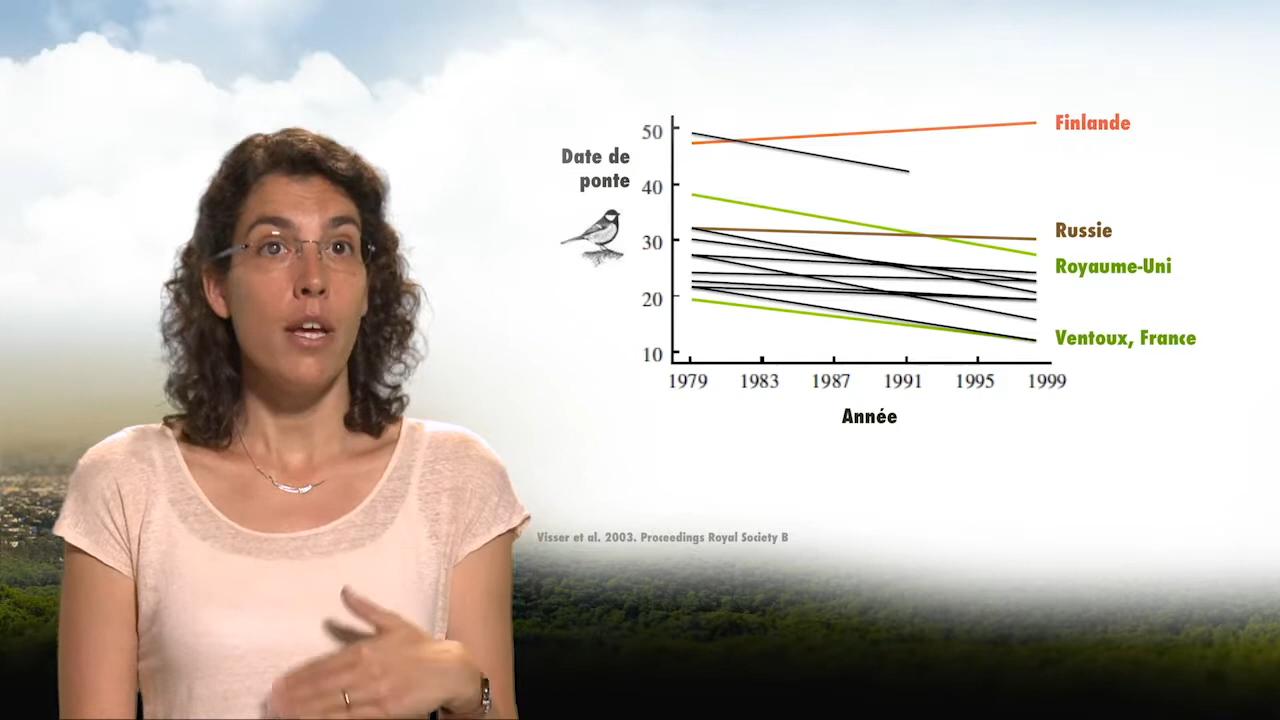 Date de
ponte
50
40
30
20
10
1979 1983 1987 1991 1995 1999
Année
Finlande
Russie
Royaume-Uni
Ventoux, France
Visser et al. 2003. Proceedings Royal Society B